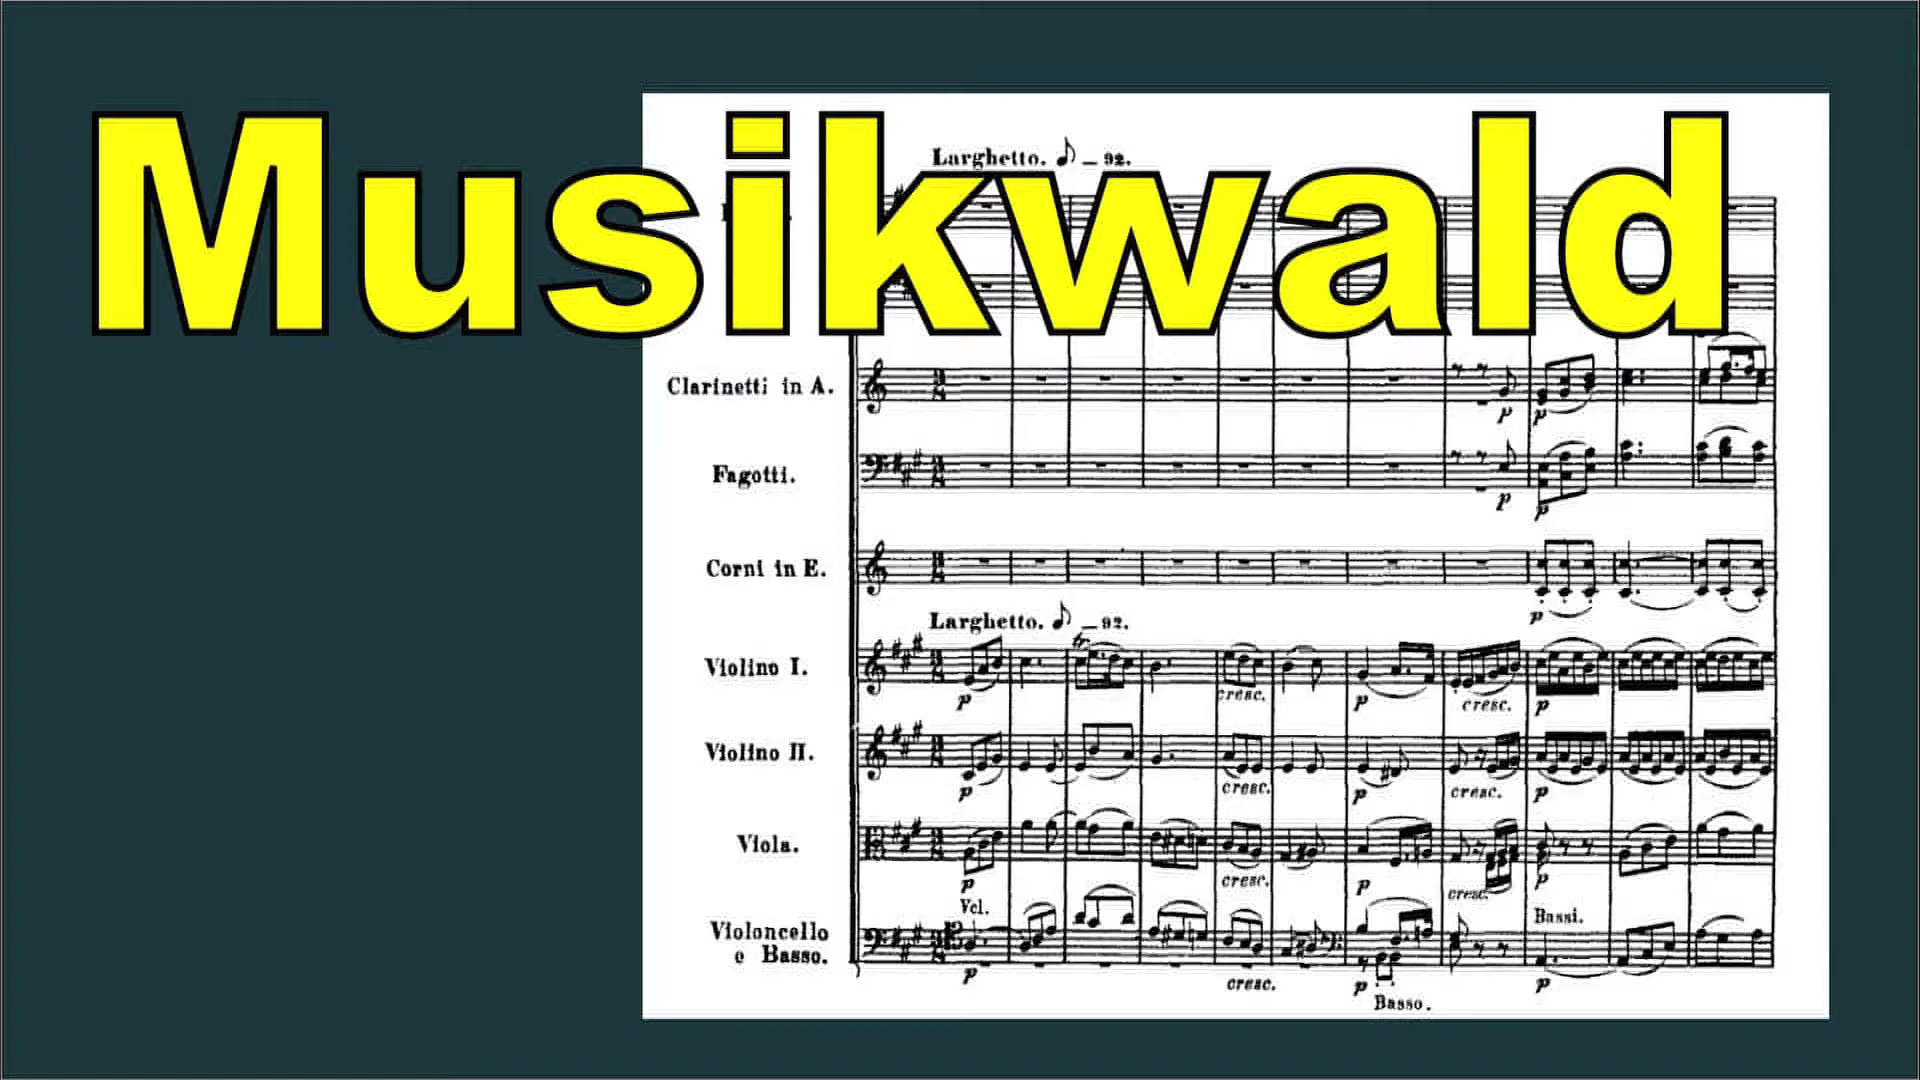 Musikwald
Larghetto. ♪ = 92.
Clarinetti in A.
p p
Fagotti.
p p
Corni in E.
p
Larghetto. ♪ = 92.
Violino I.
tr
p cresc. p cresc. p
Violino II.
p cresc. p cresc. p
Viola.
p cresc. p cresc. p
Vcl.
Bassi.
Violoncello
e Basso.
p cresc. p p
Basso.